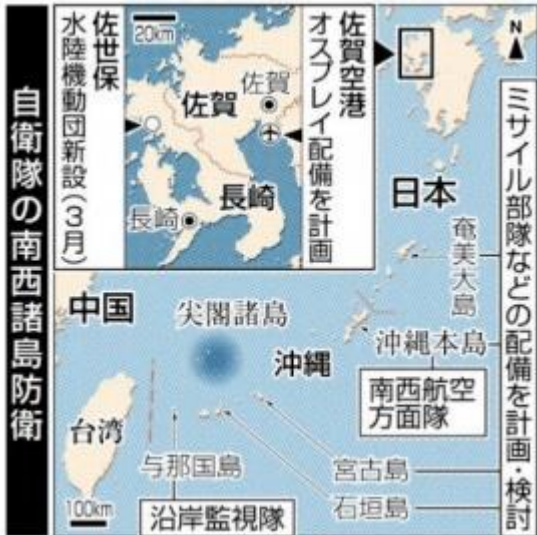 自衛隊の南西諸島防衛
20km
佐世保
水陸機動団新設(3月)
佐賀
佐賀
長崎
長崎
佐賀空港
オスプレイ配備を計画
N
ミサイル部隊などの配備を計画・検討
日本
奄美大島
中国
尖閣諸島
沖縄
沖縄本島
南西航空
方面隊
台湾
与那国島
宮古島
石垣島
沿岸監視隊
100km